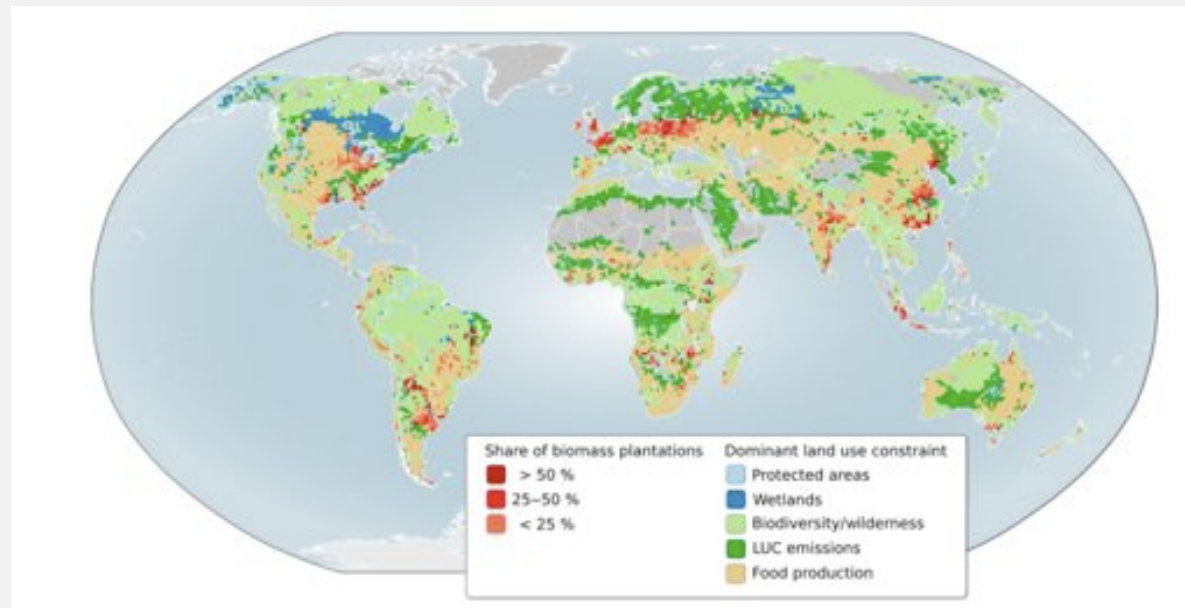 Share of biomass plantations
> 50 %
25–50 %
< 25 %
Dominant land use constraint
Protected areas
Wetlands
Biodiversity/wilderness
LUC emissions
Food production